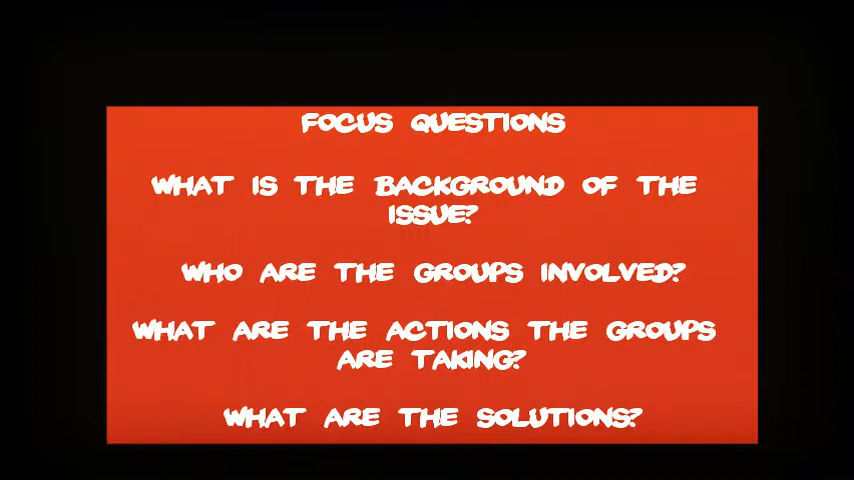 FOCUS QUESTIONS
WHAT IS THE BACKGROUND OF THE
ISSUE?
WHO ARE THE GROUPS INVOLVED?
WHAT ARE THE ACTIONS THE GROUPS
ARE TAKING?
WHAT ARE THE SOLUTIONS?